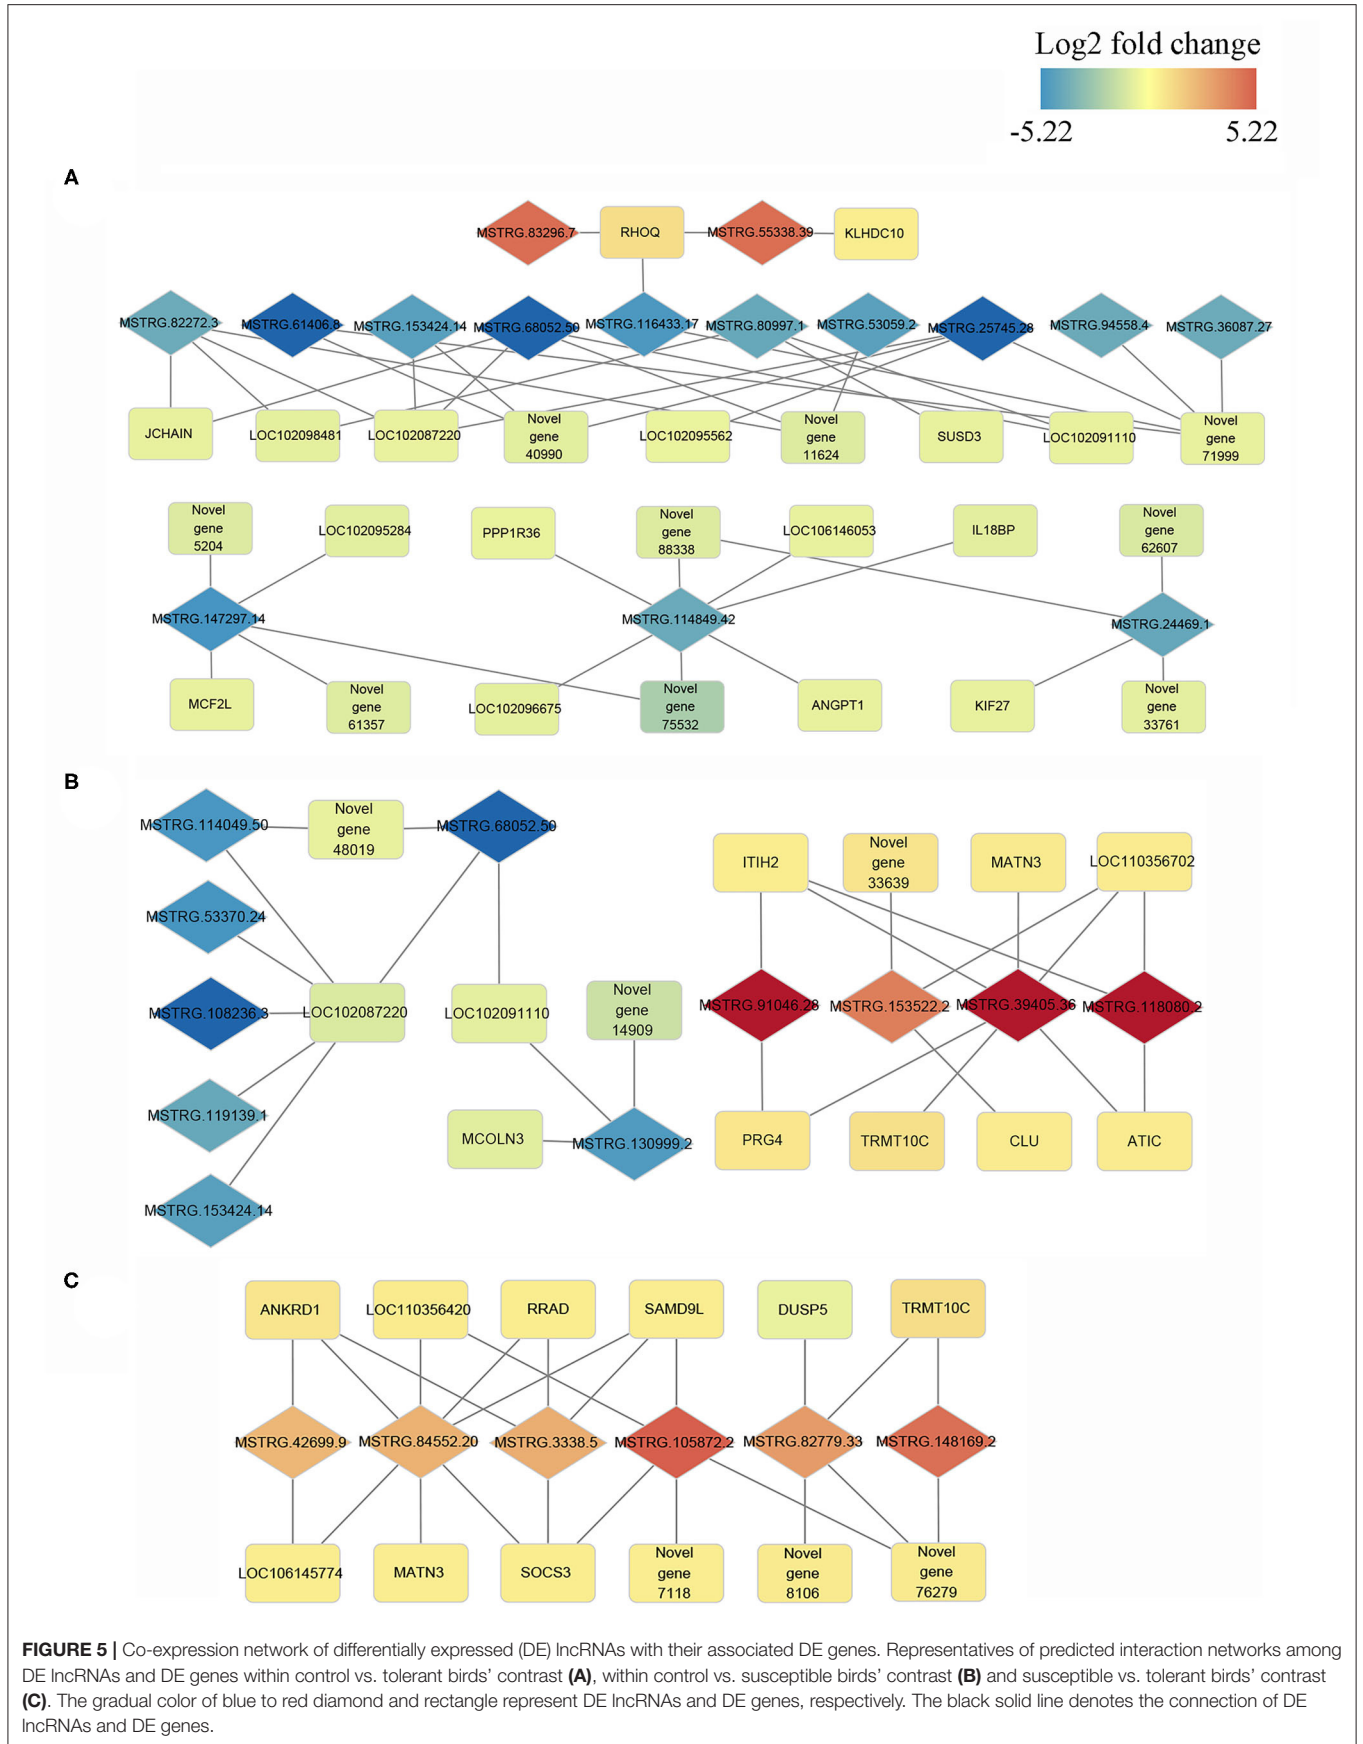 Log2 fold change
-5.22 5.22
A
MSTRG.83296.7 RHOQ MSTRG.55338.39 KLHDC10
MSTRG.82272.3 MSTRG.61406.8 MSTRG.153424.14 MSTRG.68052.50 MSTRG.116433.17 MSTRG.80997.1 MSTRG.53059.2 MSTRG.25745.28 MSTRG.94558.4 MSTRG.36087.27
JCHAIN LOC102098481 LOC102087220 Novel gene 40990 LOC102095562 Novel gene 11624 SUSD3 LOC102091110 Novel gene 71999
Novel gene 5204 LOC102095284 PPP1R36 Novel gene 88338 LOC106146053 IL18BP Novel gene 62607
MSTRG.147297.14 MSTRG.114849.42 MSTRG.24469.1
MCF2L Novel gene 61357 LOC102096675 Novel gene 75532 ANGPT1 KIF27 Novel gene 33761
B
MSTRG.114049.50 Novel gene 48019 MSTRG.68052.50
MSTRG.53370.24
MSTRG.108236.3 LOC102087220 LOC102091110 Novel gene 14909
MSTRG.119139.1 MCOLN3 MSTRG.130999.2
MSTRG.153424.14
ITIH2 Novel gene 33639 MATN3 LOC110356702
MSTRG.91046.28 MSTRG.153522.2 MSTRG.39405.36 MSTRG.118080.2
PRG4 TRMT10C CLU ATIC
C
ANKRD1 LOC110356420 RRAD SAMD9L DUSP5 TRMT10C
MSTRG.42699.9 MSTRG.84552.20 MSTRG.3338.5 MSTRG.105872.2 MSTRG.82779.33 MSTRG.148169.2
LOC106145774 MATN3 SOCS3 Novel gene 7118 Novel gene 8106 Novel gene 76279
FIGURE 5 | Co-expression network of differentially expressed (DE) lncRNAs with their associated DE genes. Representatives of predicted interaction networks among
DE lncRNAs and DE genes within control vs. tolerant birds' contrast (A), within control vs. susceptible birds' contrast (B) and susceptible vs. tolerant birds' contrast
(C). The gradual color of blue to red diamond and rectangle represent DE lncRNAs and DE genes, respectively. The black solid line denotes the connection of DE
lncRNAs and DE genes.